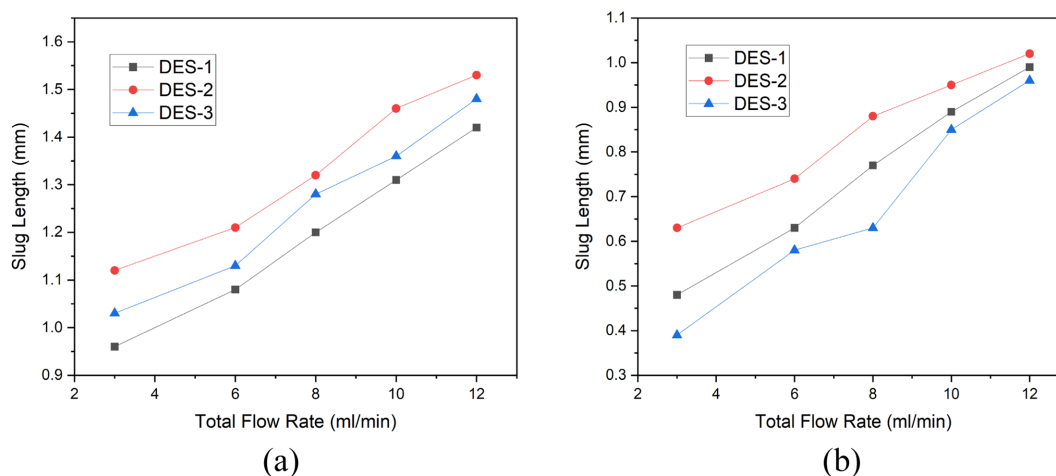 1.6
1.5
1.4
1.3
1.2
1.1
1.0
0.9
Slug Length (mm)
DES-1
DES-2
DES-3
2 4 6 8 10 12
Total Flow Rate (ml/min)
(a)
1.1
1.0
0.9
0.8
0.7
0.6
0.5
0.4
0.3
Slug Length (mm)
DES-1
DES-2
DES-3
2 4 6 8 10 12
Total Flow Rate (ml/min)
(b)